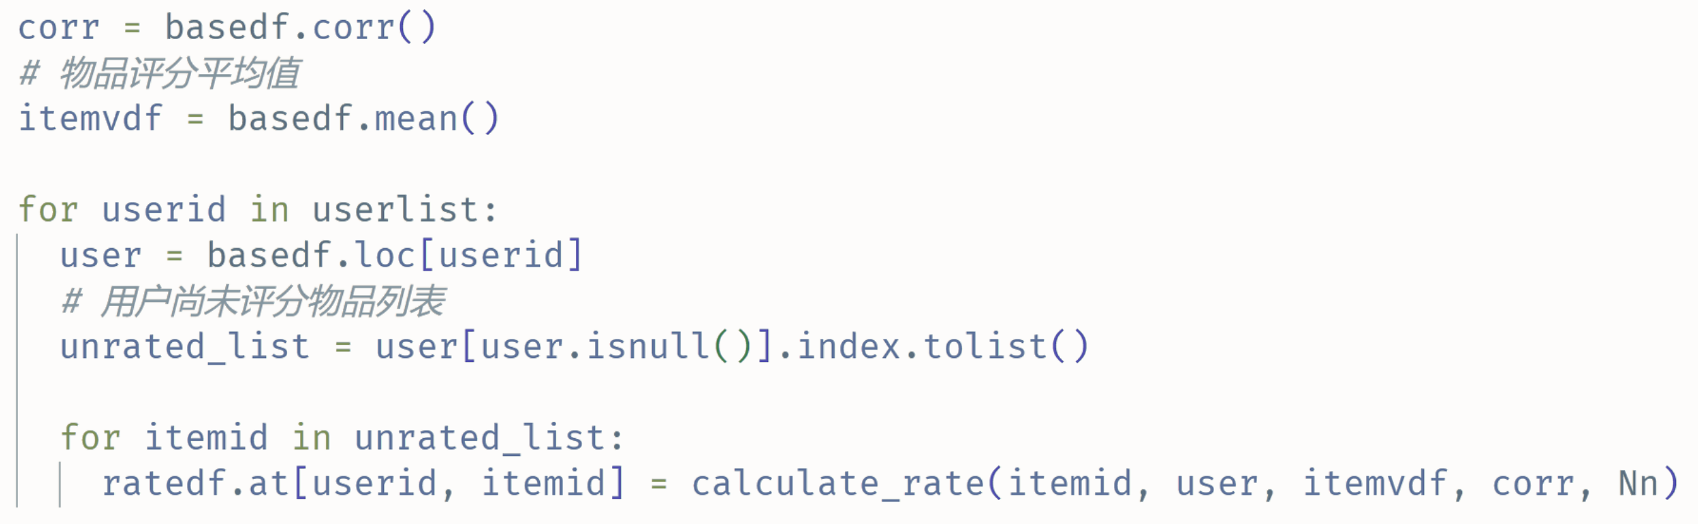 corr = basedf.corr()
# 物品评分平均值
itemvdf = basedf.mean()
for userid in userlist:
user = basedf.loc[userid]
# 用户尚未评分物品列表
unrated_list = user[user.isnull()].index.tolist()
for itemid in unrated_list:
ratedf.at[userid, itemid] = calculate_rate(itemid, user, itemvdf, corr, Nn)